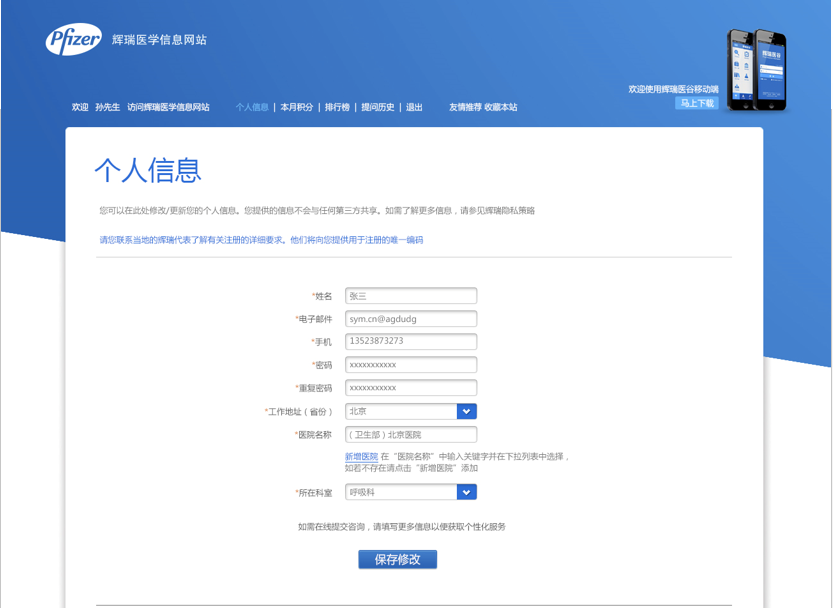 Pfizer 辉瑞医学信息网站
辉瑞医谷
欢迎使用辉瑞医谷移动端
马上下载
欢迎 孙先生 访问辉瑞医学信息网站 个人信息 | 本月积分 | 排行榜 | 提问历史 | 退出 友情推荐 收藏本站
个人信息
您可以在此处修改/更新您的个人信息。您提供的信息不会与任何第三方共享。如需了解更多信息，请参见辉瑞隐私策略
请您联系当地的辉瑞代表了解有关注册的详细要求。他们将向您提供用于注册的唯一编码
*姓名 张三
*电子邮件 sym.cn@agdudg
*手机 13523873273
*密码 xxxxxxxxxxx
*重复密码 xxxxxxxxxxx
*工作地址（省份） 北京
*医院名称 （卫生部）北京医院
新增医院 在“医院名称”中输入关键字并在下拉列表中选择，
如若不存在请点击“新增医院”添加
*所在科室 呼吸科
如需在线提交咨询，请填写更多信息以便获取个性化服务
保存修改